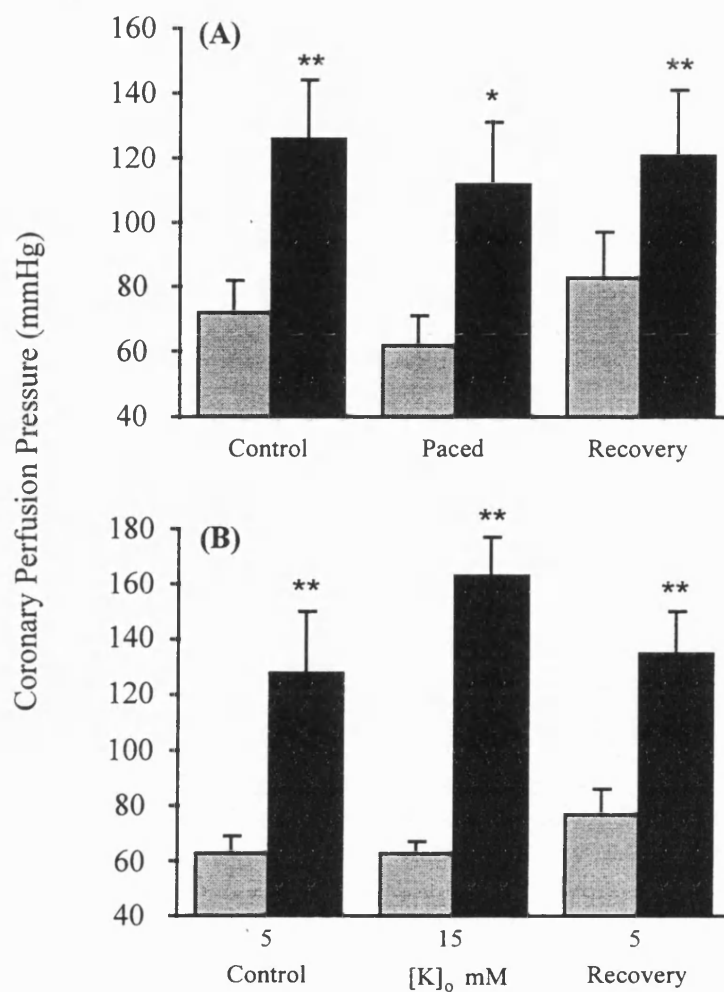 (A)
160
140
120
100
80
60
40
** * **
Control Paced Recovery
Coronary Perfusion Pressure (mmHg)
(B)
180
160
140
120
100
80
60
40
** ** **
5 15 5
Control [K]o mM Recovery